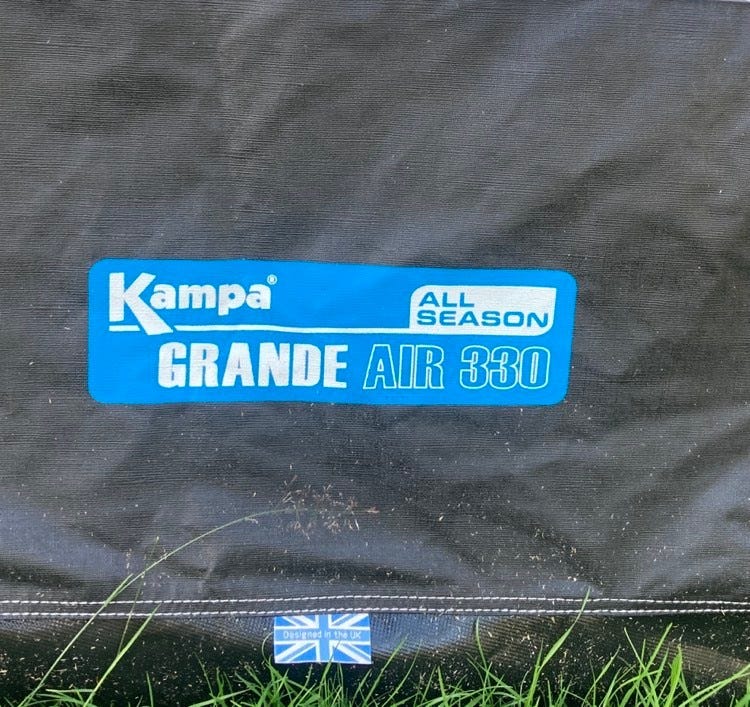 Kampa®
ALL
SEASON
GRANDE AIR 330
Designed in the UK